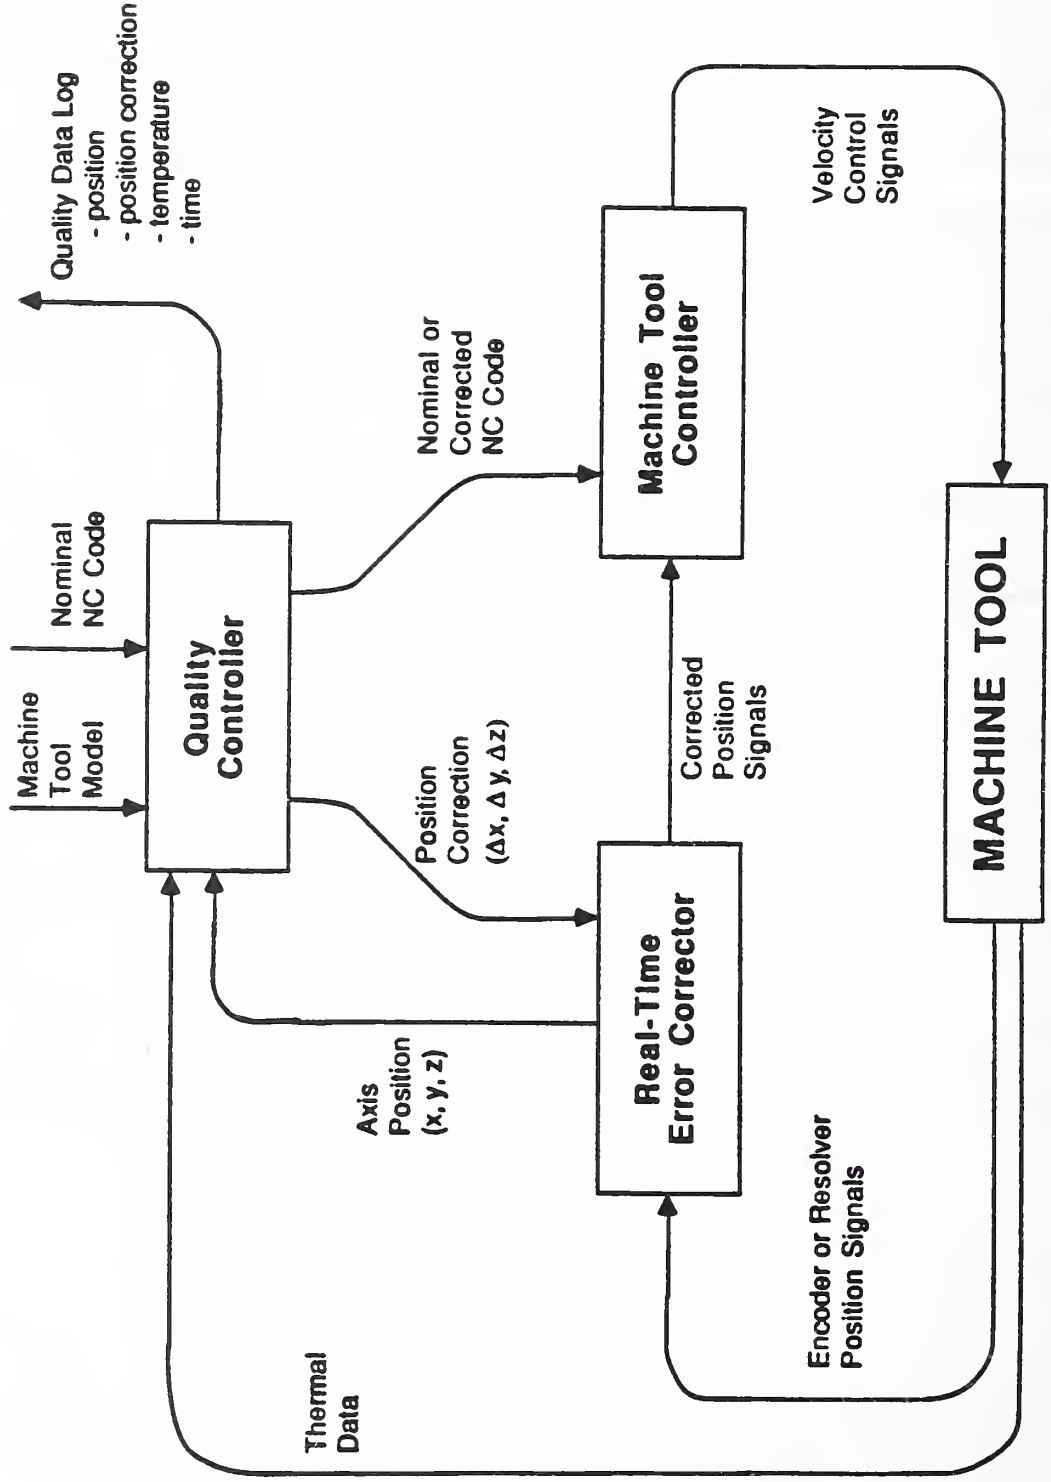 Machine
Tool
Model
Nominal
NC Code
Quality Data Log
- position
- position correction
- temperature
- time
Quality
Controller
Thermal
Data
Axis
Position
(x, y, z)
Position
Correction
(Δx, Δy, Δz)
Nominal or
Corrected
NC Code
Real-Time
Error Corrector
Corrected
Position
Signals
Machine Tool
Controller
Encoder or Resolver
Position Signals
Velocity
Control
Signals
MACHINE TOOL